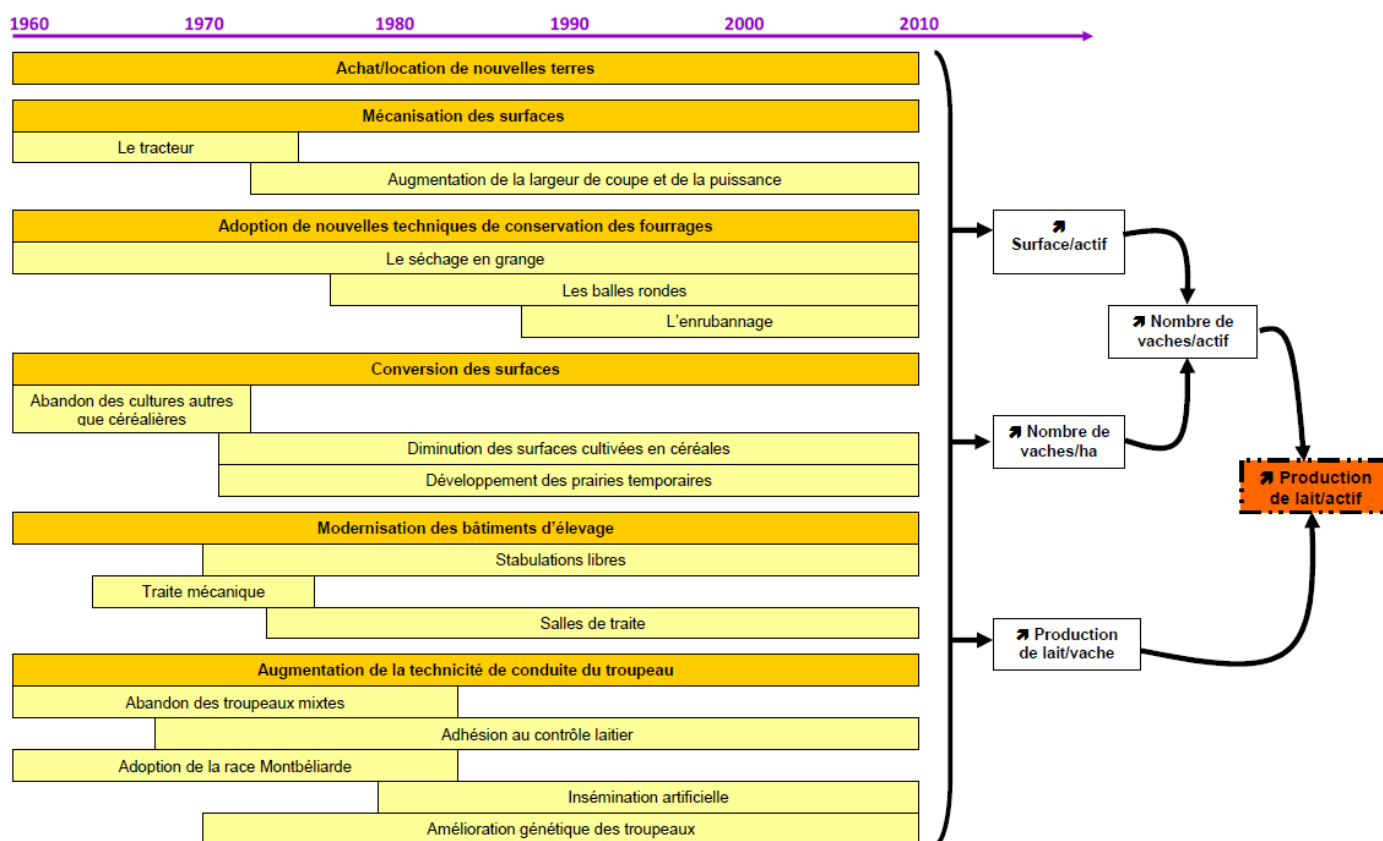 1960 1970 1980 1990 2000 2010
Achat/location de nouvelles terres
Mécanisation des surfaces
Le tracteur
Augmentation de la largeur de coupe et de la puissance
Adoption de nouvelles techniques de conservation des fourrages
Le séchage en grange
Les balles rondes
L'enrubannage
Conversion des surfaces
Abandon des cultures autres
que céréalières
Diminution des surfaces cultivées en céréales
Développement des prairies temporaires
Modernisation des bâtiments d'élevage
Stabulations libres
Traite mécanique
Salles de traite
Augmentation de la technicité de conduite du troupeau
Abandon des troupeaux mixtes
Adhésion au contrôle laitier
Adoption de la race Montbéliarde
Insémination artificielle
Amélioration génétique des troupeaux
↗
Surface/actif
↗ Nombre de
vaches/ha
↗ Production
de lait/vache
↗ Nombre de
vaches/actif
↗ Production
de lait/actif